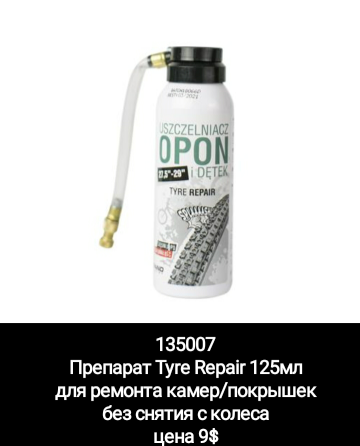 USZCZELNIACZ
OPON
27,5"-29" i DĘTEK
TYRE REPAIR
135007
Препарат Tyre Repair 125мл
для ремонта камер/покрышек
без снятия с колеса
цена 9$